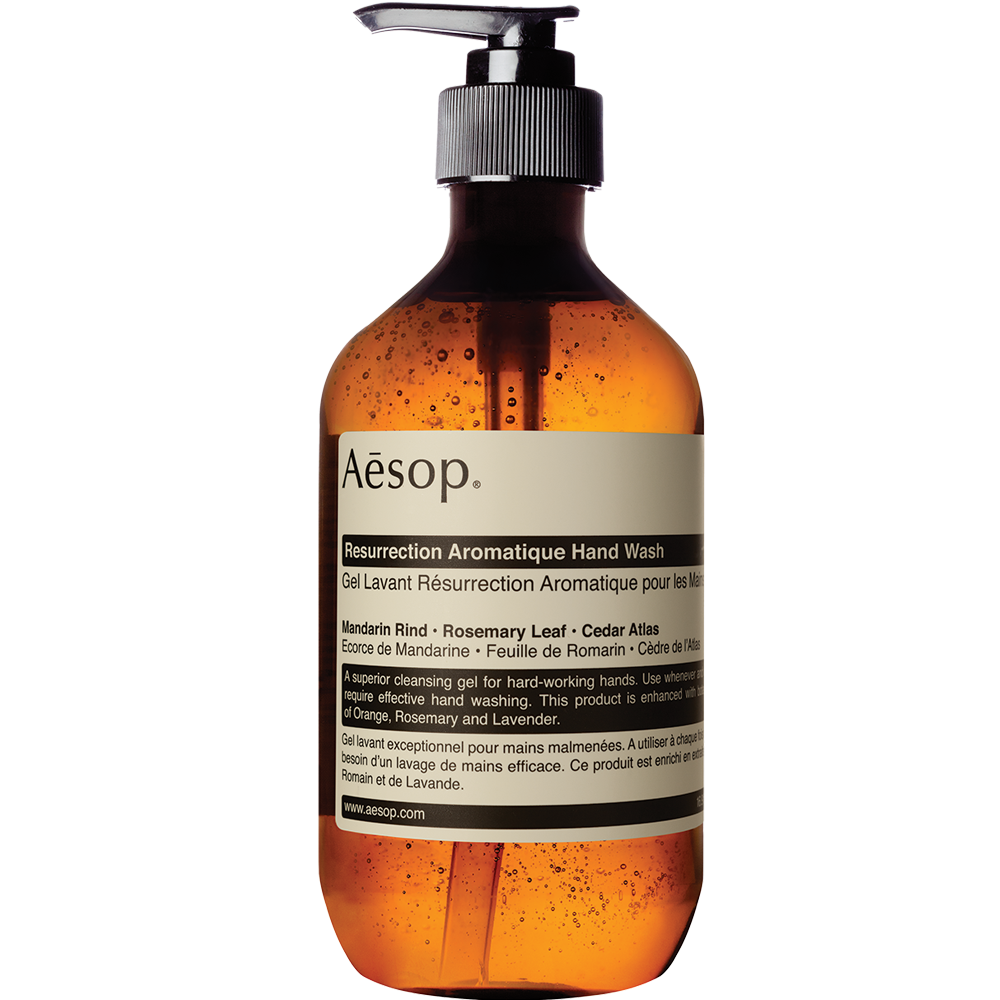 Aēsop.®
Resurrection Aromatique Hand Wash
Gel Lavant Résurrection Aromatique pour les
Mandarin Rind • Rosemary Leaf • Cedar Atlas
Ecorce de Mandarine • Feuille de Romarin • Cèdre de l'Atlas
A superior cleansing gel for hard-working hands. Use whenever
require effective hand washing. This product is enhanced with
of Orange, Rosemary and Lavender.
Gel lavant exceptionnel pour mains malmenées. A utiliser à chaque
besoin d'un lavage de mains efficace. Ce produit est enrichi en
Romain et de Lavande.
www.aesop.com